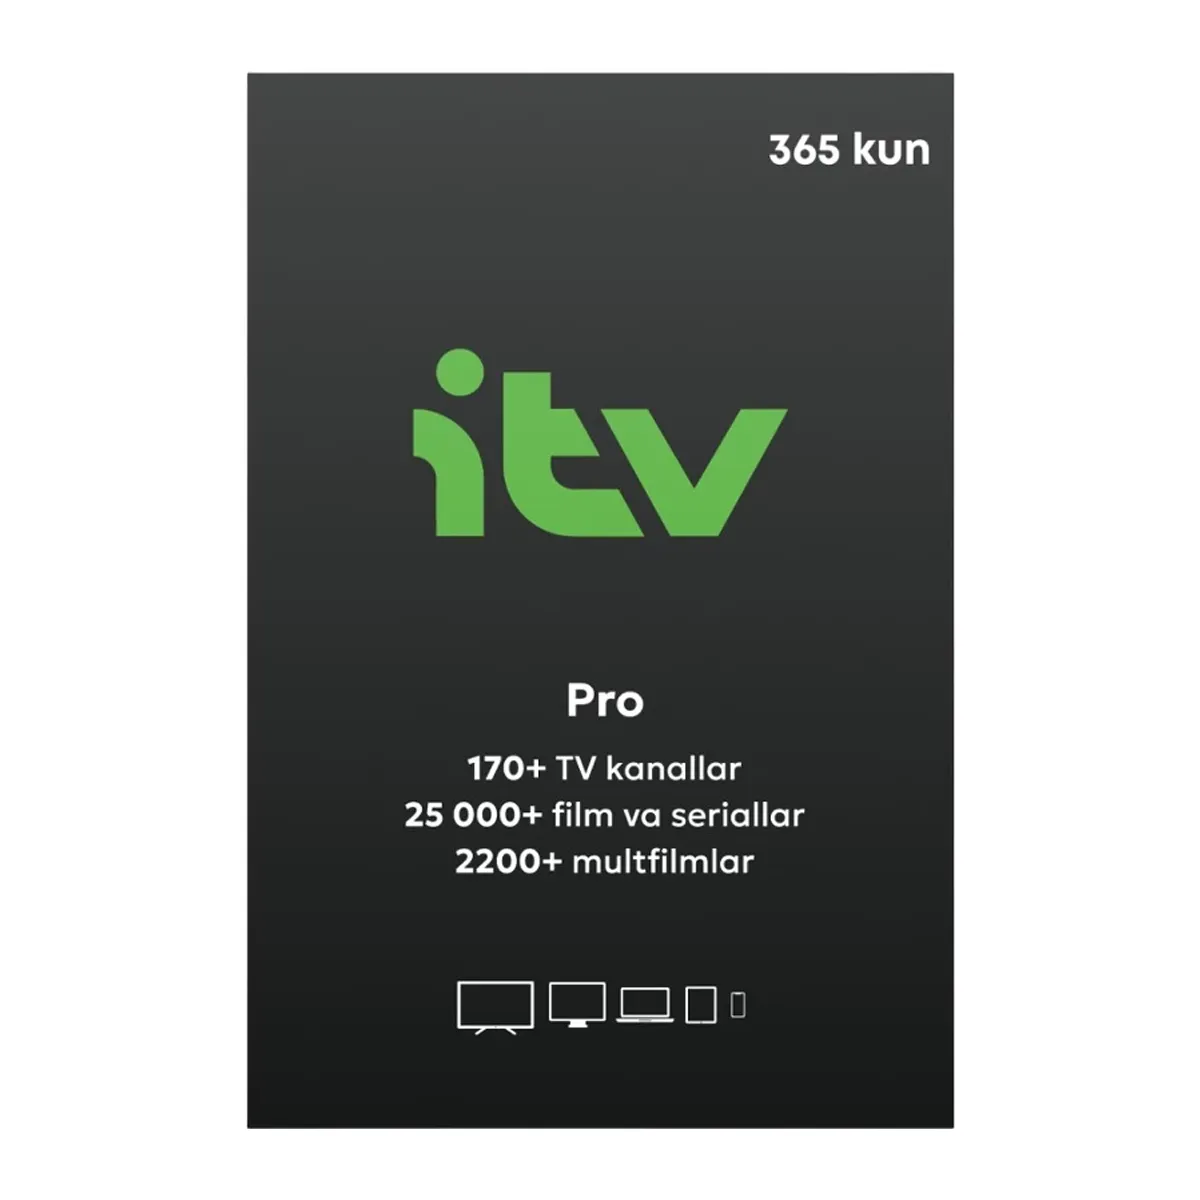 365 kun
itv
Pro
170+ TV kanallar
25 000+ film va seriallar
2200+ multfilmlar